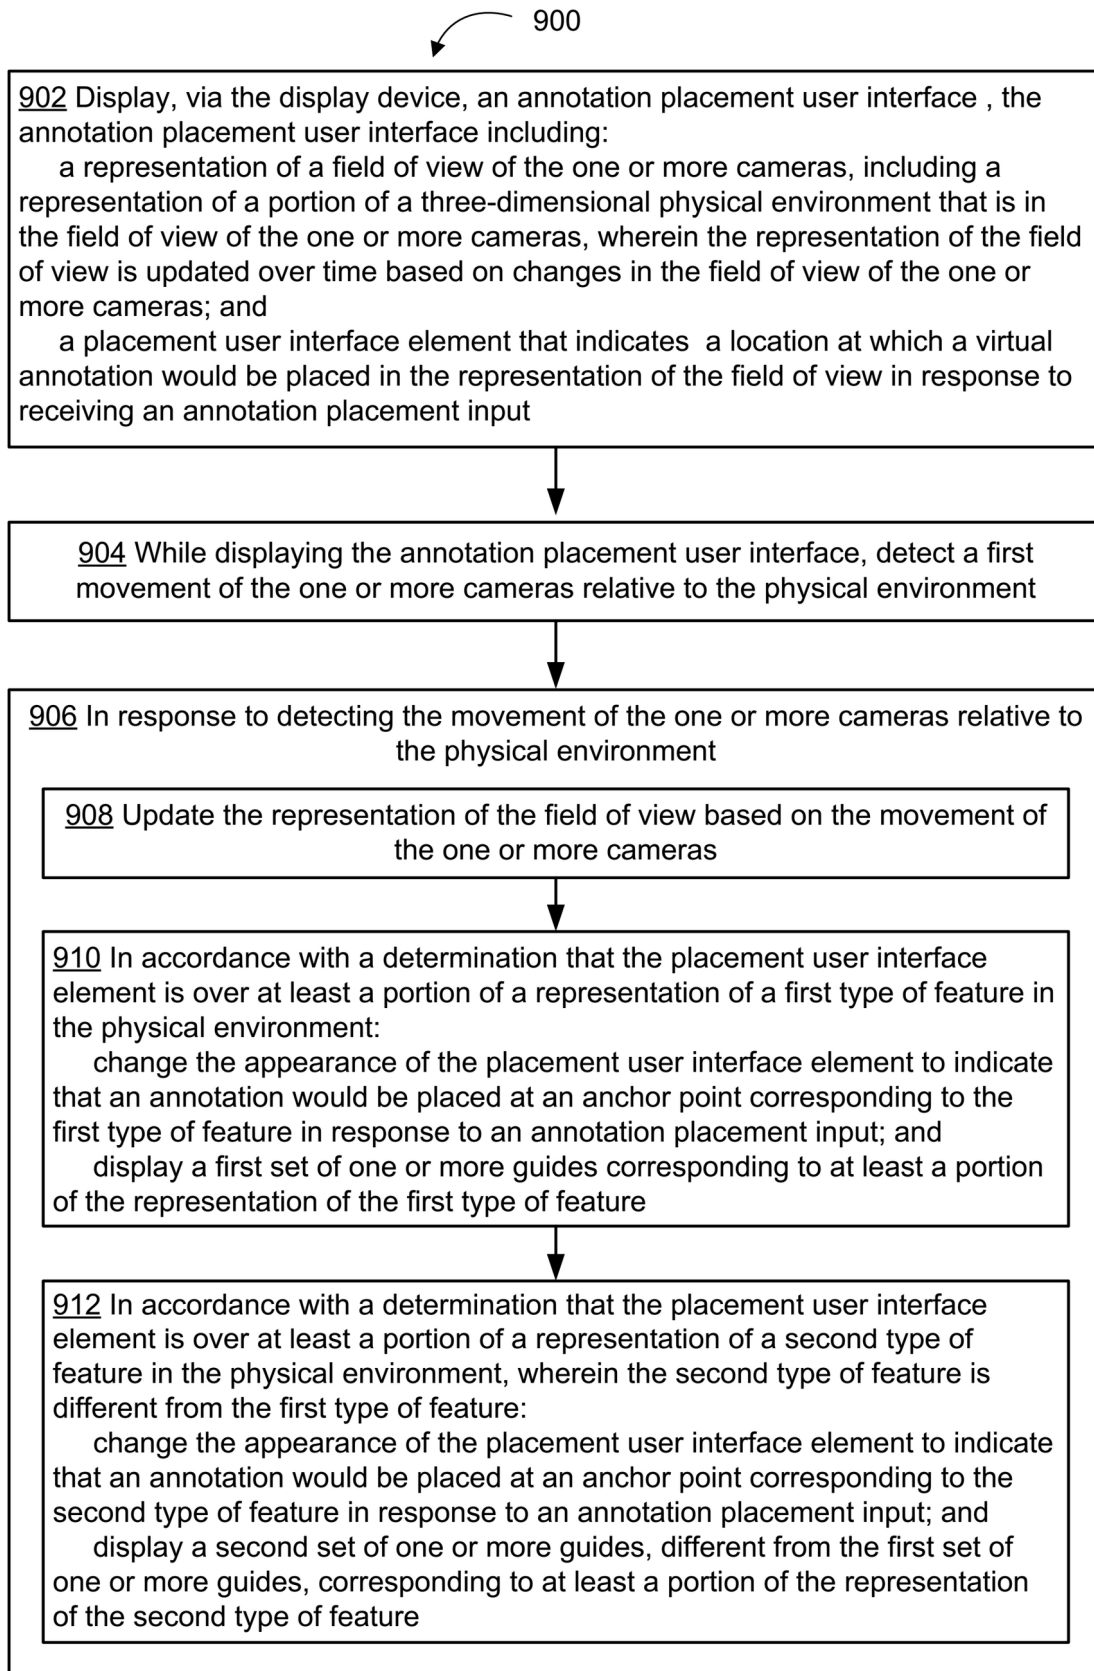 900
902 Display, via the display device, an annotation placement user interface , the
annotation placement user interface including:
a representation of a field of view of the one or more cameras, including a
representation of a portion of a three-dimensional physical environment that is in
the field of view of the one or more cameras, wherein the representation of the field
of view is updated over time based on changes in the field of view of the one or
more cameras; and
a placement user interface element that indicates  a location at which a virtual
annotation would be placed in the representation of the field of view in response to
receiving an annotation placement input
904 While displaying the annotation placement user interface, detect a first
movement of the one or more cameras relative to the physical environment
906 In response to detecting the movement of the one or more cameras relative to
the physical environment
908 Update the representation of the field of view based on the movement of
the one or more cameras
910 In accordance with a determination that the placement user interface
element is over at least a portion of a representation of a first type of feature in
the physical environment:
change the appearance of the placement user interface element to indicate
that an annotation would be placed at an anchor point corresponding to the
first type of feature in response to an annotation placement input; and
display a first set of one or more guides corresponding to at least a portion
of the representation of the first type of feature
912 In accordance with a determination that the placement user interface
element is over at least a portion of a representation of a second type of
feature in the physical environment, wherein the second type of feature is
different from the first type of feature:
change the appearance of the placement user interface element to indicate
that an annotation would be placed at an anchor point corresponding to the
second type of feature in response to an annotation placement input; and
display a second set of one or more guides, different from the first set of
one or more guides, corresponding to at least a portion of the representation
of the second type of feature